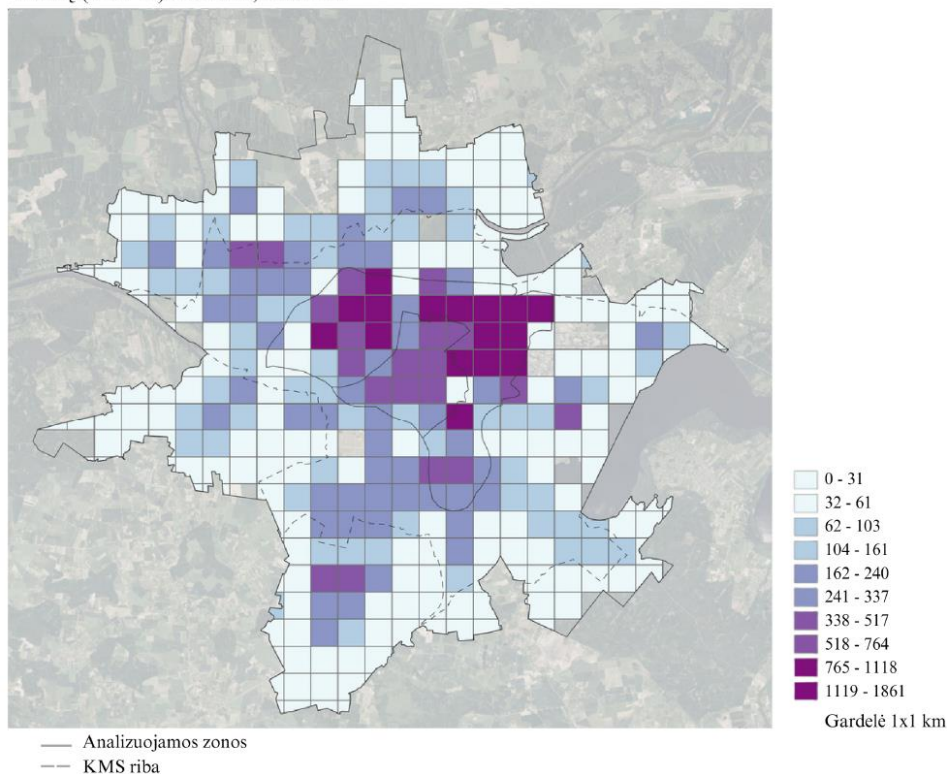 0 - 31
32 - 61
62 - 103
104 - 161
162 - 240
241 - 337
338 - 517
518 - 764
765 - 1118
1119 - 1861
Gardelė 1x1 km
Analizuojamos zonos
KMS riba